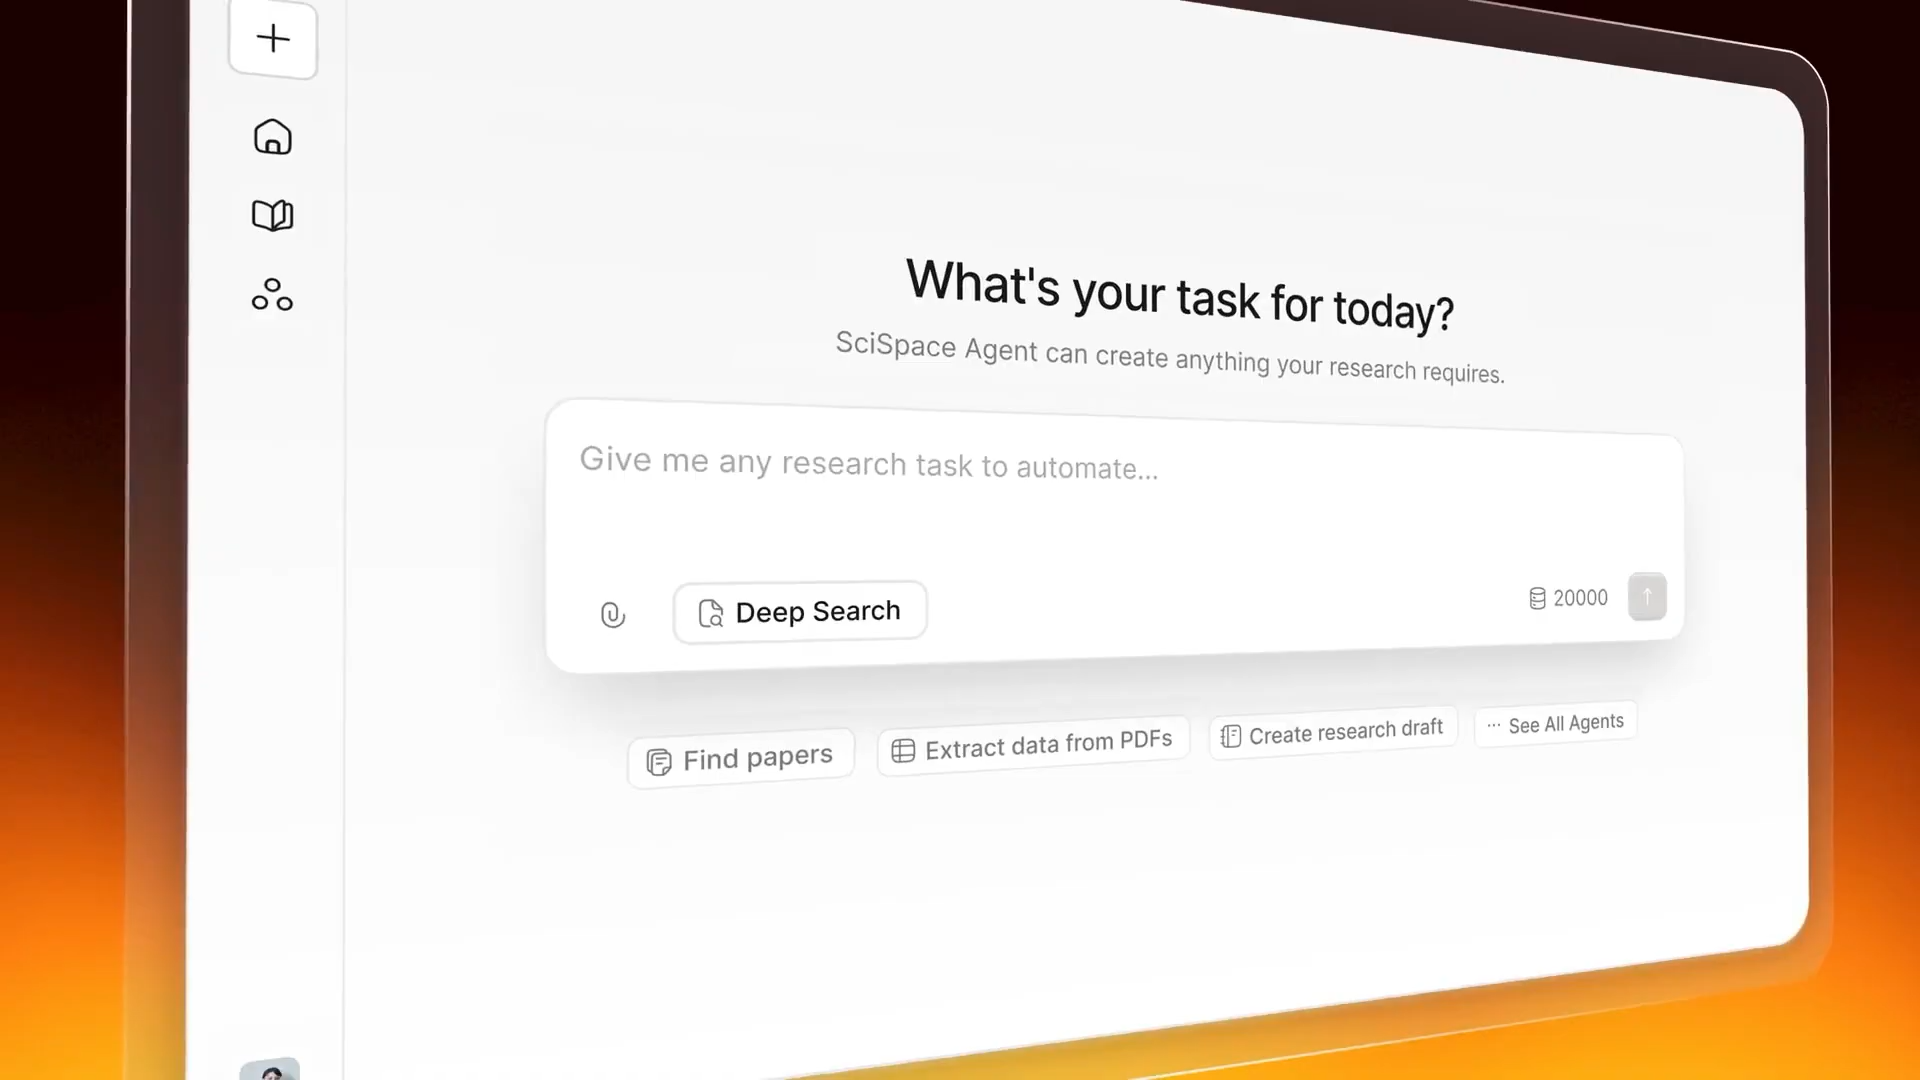 What's your task for today?
SciSpace Agent can create anything your research requires.
Give me any research task to automate...
Deep Search
20000
Find papers
Extract data from PDFs
Create research draft
··· See All Agents